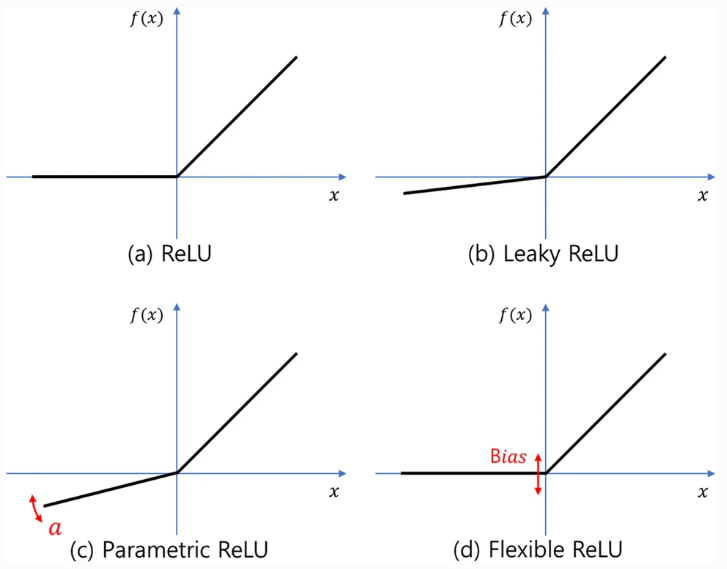 f(x)
x
(a) ReLU
f(x)
x
(b) Leaky ReLU
f(x)
x
a
(c) Parametric ReLU
f(x)
Bias
x
(d) Flexible ReLU